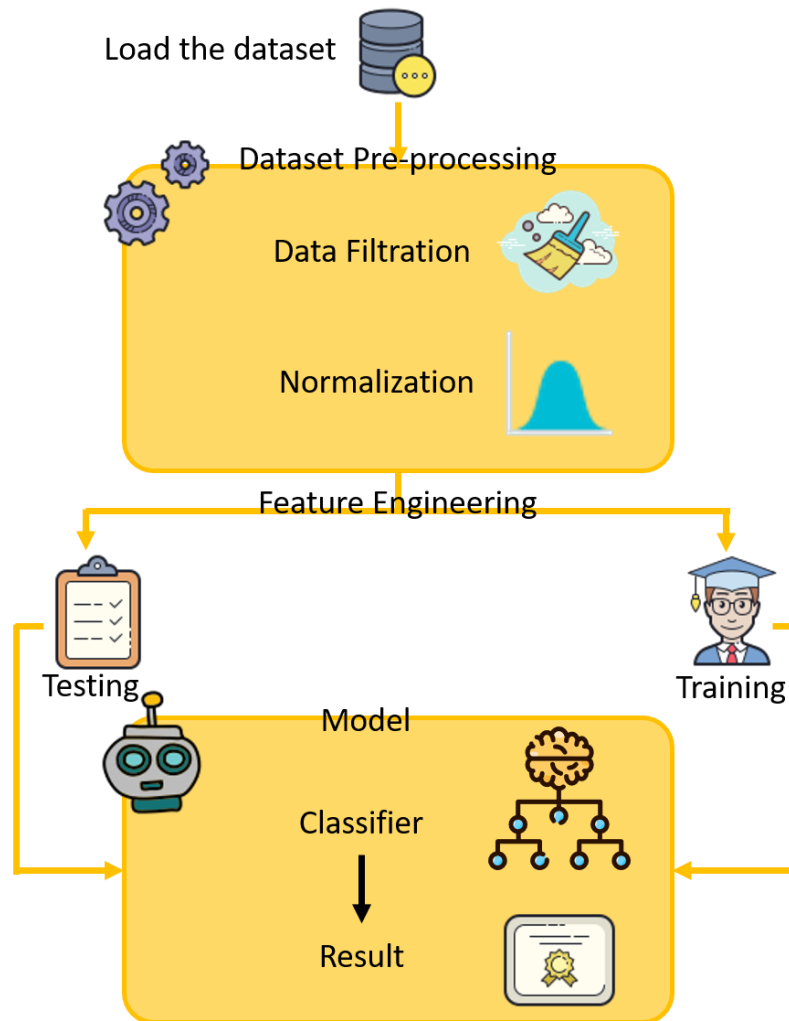 Load the dataset
Dataset Pre-processing
Data Filtration
Normalization
Feature Engineering
Testing
Training
Model
Classifier
Result